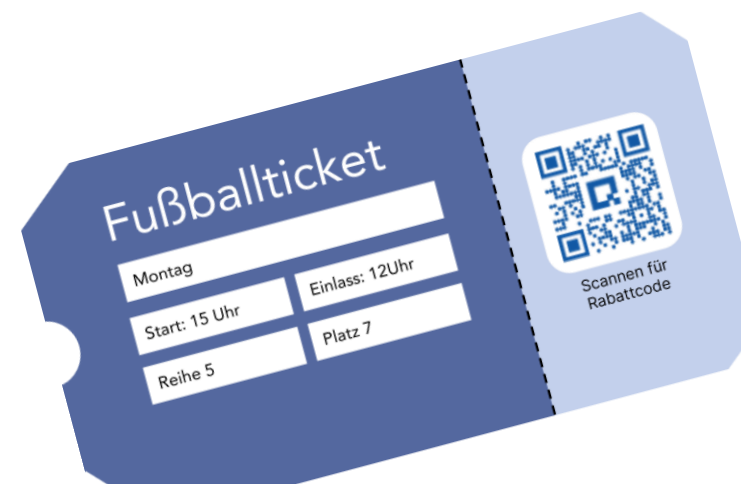 Fußballticket
Montag
Start: 15 Uhr
Einlass: 12Uhr
Reihe 5
Platz 7
Scannen für
Rabattcode